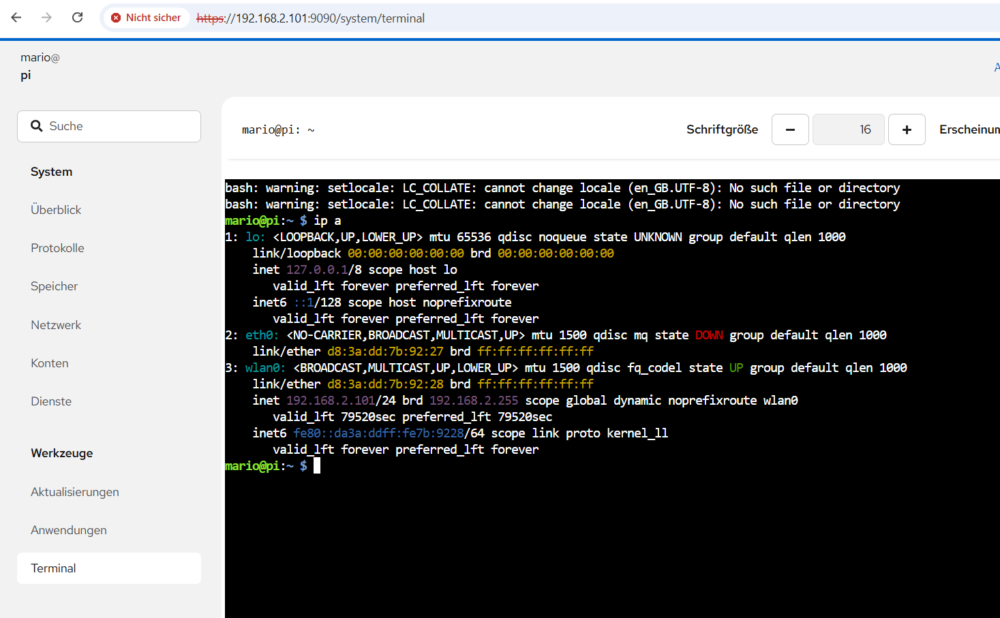 Nicht sicher https://192.168.2.101:9090/system/terminal
mario@
pi
Suche
System
Überblick
Protokolle
Speicher
Netzwerk
Konten
Dienste
Werkzeuge
Aktualisierungen
Anwendungen
Terminal
mario@pi: ~
Schriftgröße − 16 + Erscheinun
bash: warning: setlocale: LC_COLLATE: cannot change locale (en_GB.UTF-8): No such file or directory
bash: warning: setlocale: LC_COLLATE: cannot change locale (en_GB.UTF-8): No such file or directory
mario@pi:~ $ ip a
1: lo: <LOOPBACK,UP,LOWER_UP> mtu 65536 qdisc noqueue state UNKNOWN group default qlen 1000
    link/loopback 00:00:00:00:00:00 brd 00:00:00:00:00:00
    inet 127.0.0.1/8 scope host lo
       valid_lft forever preferred_lft forever
    inet6 ::1/128 scope host noprefixroute
       valid_lft forever preferred_lft forever
2: eth0: <NO-CARRIER,BROADCAST,MULTICAST,UP> mtu 1500 qdisc mq state DOWN group default qlen 1000
    link/ether d8:3a:dd:7b:92:27 brd ff:ff:ff:ff:ff:ff
3: wlan0: <BROADCAST,MULTICAST,UP,LOWER_UP> mtu 1500 qdisc fq_codel state UP group default qlen 1000
    link/ether d8:3a:dd:7b:92:28 brd ff:ff:ff:ff:ff:ff
    inet 192.168.2.101/24 brd 192.168.2.255 scope global dynamic noprefixroute wlan0
       valid_lft 79520sec preferred_lft 79520sec
    inet6 fe80::da3a:ddff:fe7b:9228/64 scope link proto kernel_ll
       valid_lft forever preferred_lft forever
mario@pi:~ $